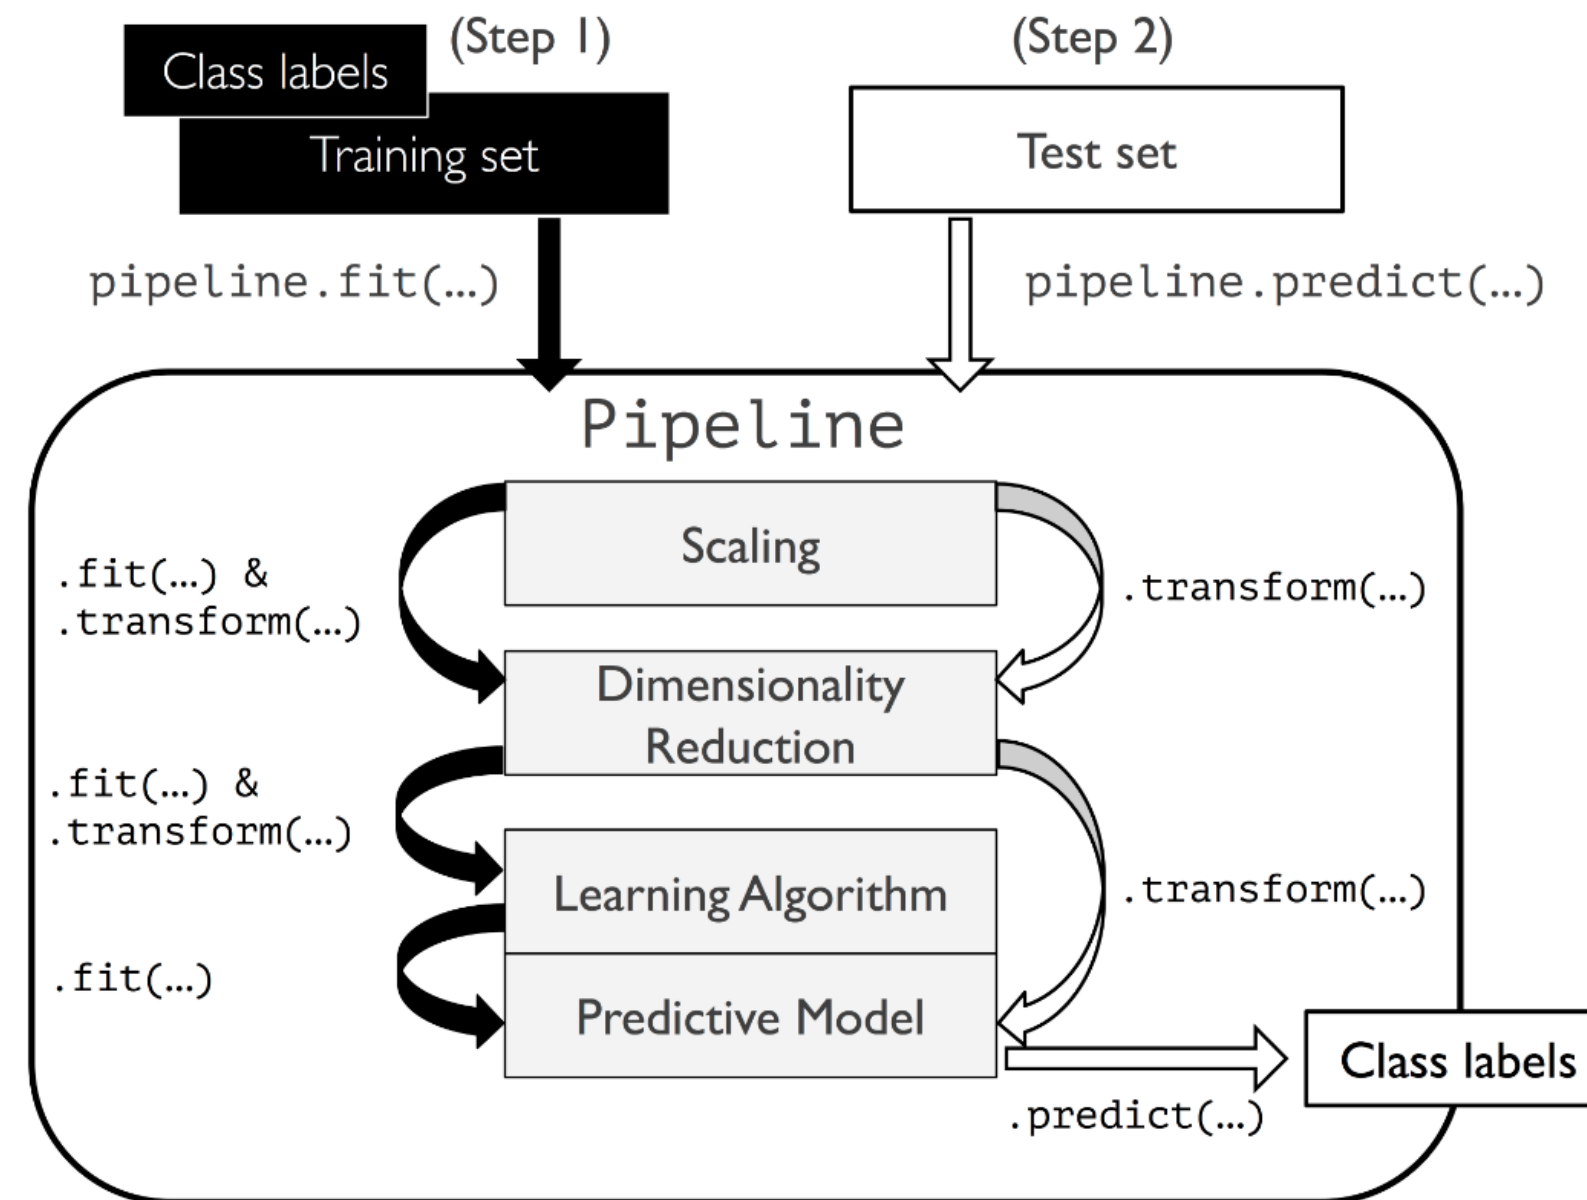 (Step 1)
(Step 2)
Class labels
Training set
Test set
pipeline.fit(…)
pipeline.predict(…)
Pipeline
Scaling
.fit(…) &
.transform(…)
.transform(…)
Dimensionality
Reduction
.fit(…) &
.transform(…)
Learning Algorithm
.transform(…)
.fit(…)
Predictive Model
Class labels
.predict(…)